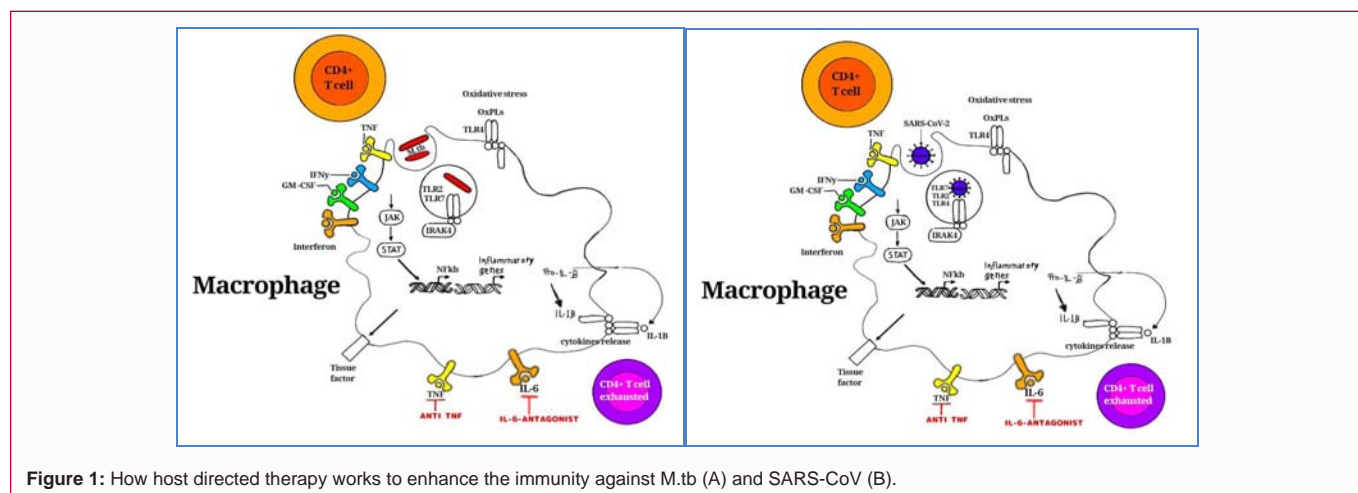 CD4+
T cell
Oxidative stress
OxPLs
TLR4
TNF
M.tb
IFNy
GM-CSF
TLR2
TLR7
JAK
IRAK4
Interferon
STAT
NFkb
Inflammatory
genes
Macrophage
IL-1β
IL-1B
cytokines release
Tissue
factor
TNF
IL-6
ANTI TNF
IL-6-ANTAGONIST
CD4+ T cell
exhausted
CD4+
T cell
Oxidative stress
OxPLs
SARS-CoV-2
TLR4
TNF
IFNy
GM-CSF
TLR7
TLR2
TLR4
JAK
IRAK4
Interferon
STAT
NFkb
Inflammatory
genes
Macrophage
IL-1β
IL-1B
cytokines release
Tissue
factor
TNF
IL-6
ANTI TNF
IL-6-ANTAGONIST
CD4+ T cell
exhausted
Figure 1: How host directed therapy works to enhance the immunity against M.tb (A) and SARS-CoV (B).